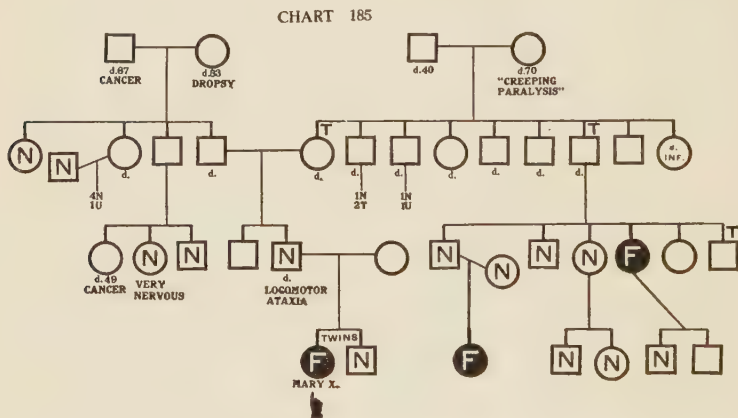 CHART 185
d.87
CANCER
d.83
DROPSY
d.40
d.70
"CREEPING
PARALYSIS"
N
N
d.
T
d.
1N
2T
d.
1N
1U
d.
d.
d.
d.
T
d.
d.
INF.
4N
1U
d.49
CANCER
N
VERY
NERVOUS
N
N
d.
LOCOMOTOR
ATAXIA
N
N
N
N
F
T
TWINS
F
N
MARY X.
F
N
N
N